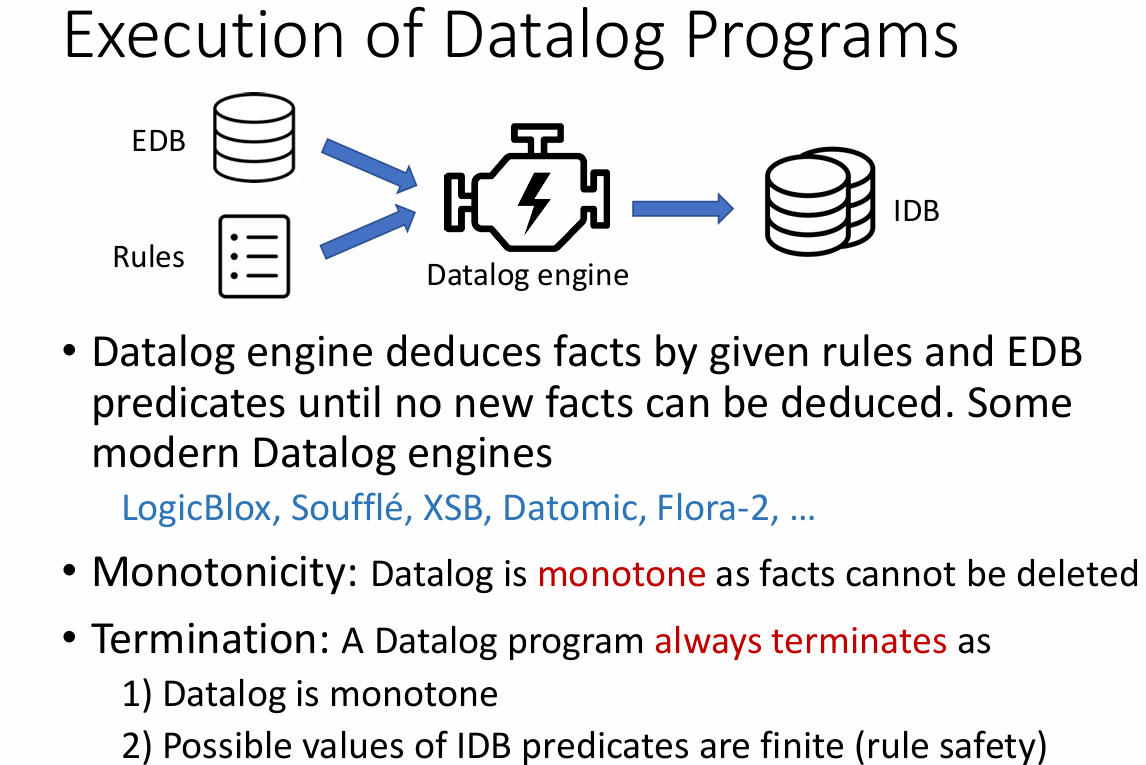 Execution of Datalog Programs
EDB
Rules
Datalog engine
IDB
• Datalog engine deduces facts by given rules and EDB
predicates until no new facts can be deduced. Some
modern Datalog engines
LogicBlox, Soufflé, XSB, Datomic, Flora-2, …
• Monotonicity: Datalog is monotone as facts cannot be deleted
• Termination: A Datalog program always terminates as
1) Datalog is monotone
2) Possible values of IDB predicates are finite (rule safety)